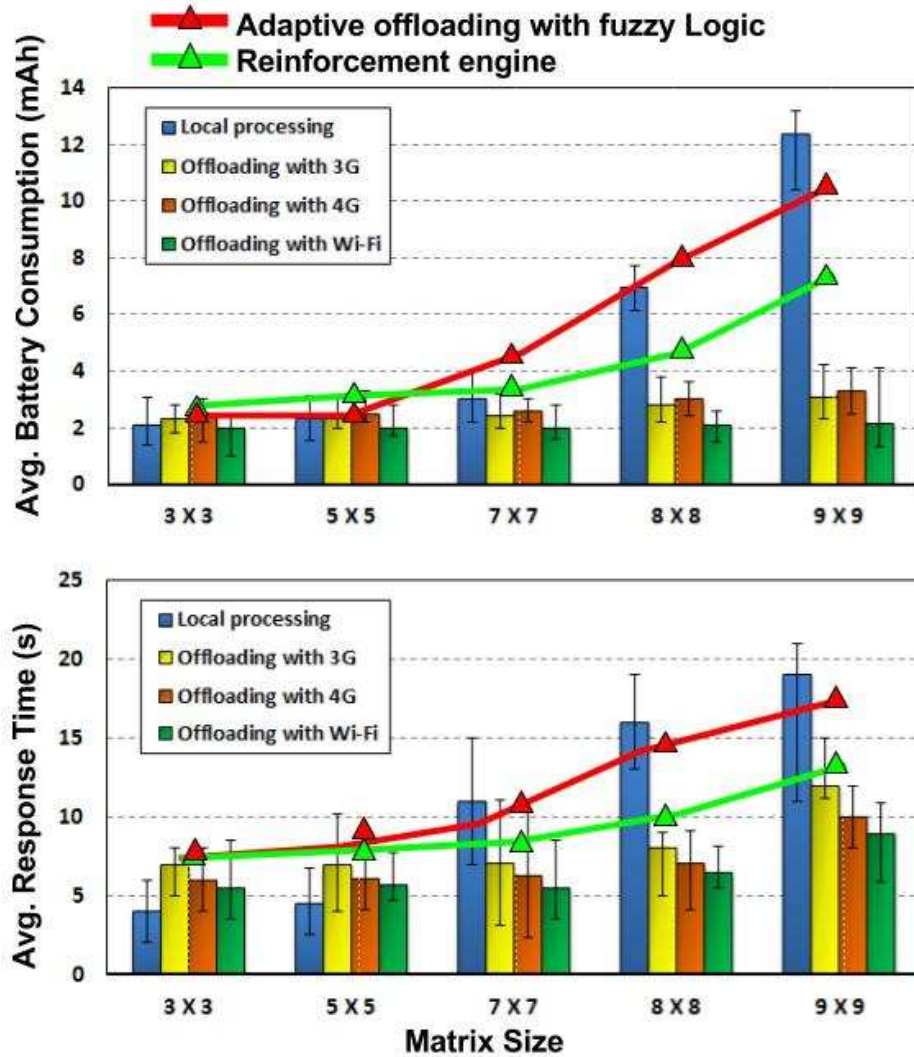 Adaptive offloading with fuzzy Logic
Reinforcement engine
Avg. Battery Consumption (mAh)
14
12
10
8
6
4
2
0
Local processing
Offloading with 3G
Offloading with 4G
Offloading with Wi-Fi
3 X 3 5 X 5 7 X 7 8 X 8 9 X 9
Avg. Response Time (s)
25
20
15
10
5
0
Local processing
Offloading with 3G
Offloading with 4G
Offloading with Wi-Fi
3 X 3 5 X 5 7 X 7 8 X 8 9 X 9
Matrix Size